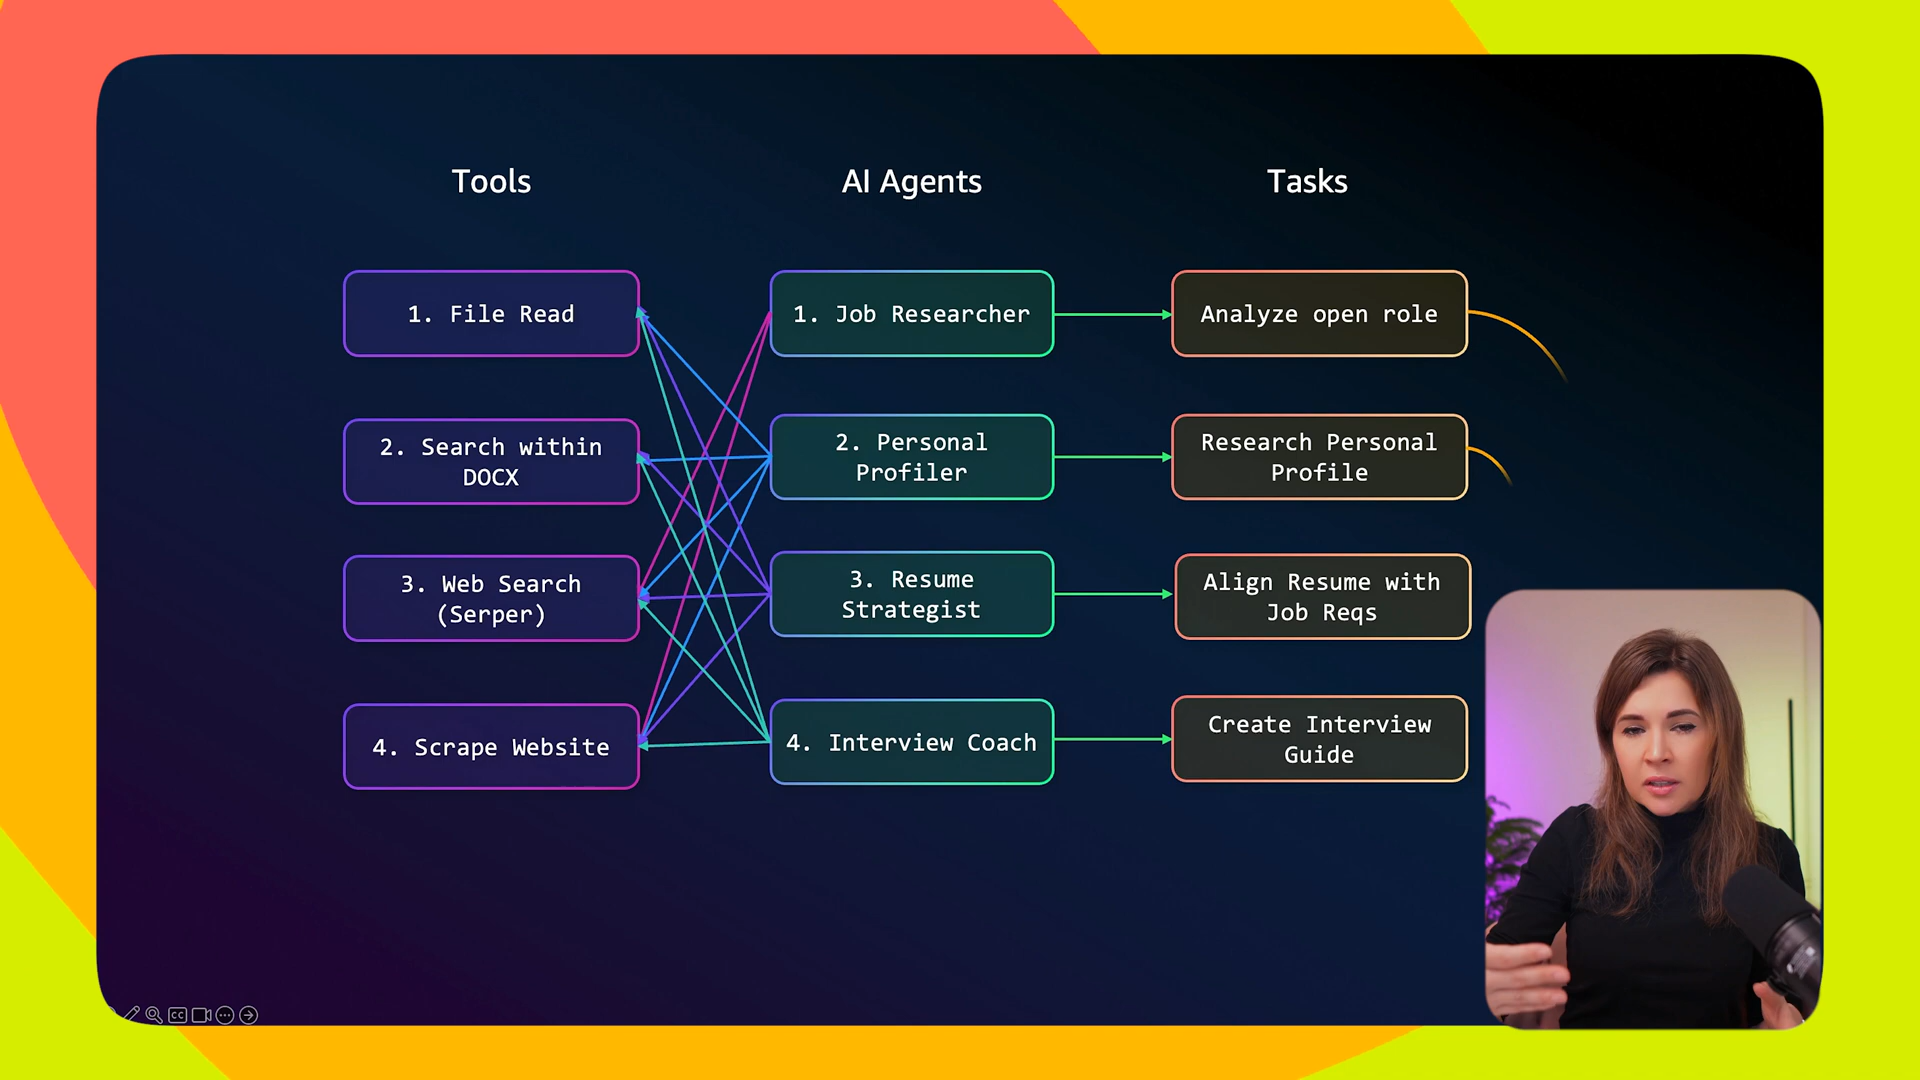 Tools
AI Agents
Tasks
1. File Read
1. Job Researcher
Analyze open role
2. Search within
DOCX
2. Personal
Profiler
Research Personal
Profile
3. Web Search
(Serper)
3. Resume
Strategist
Align Resume with
Job Reqs
4. Scrape Website
4. Interview Coach
Create Interview
Guide
CC